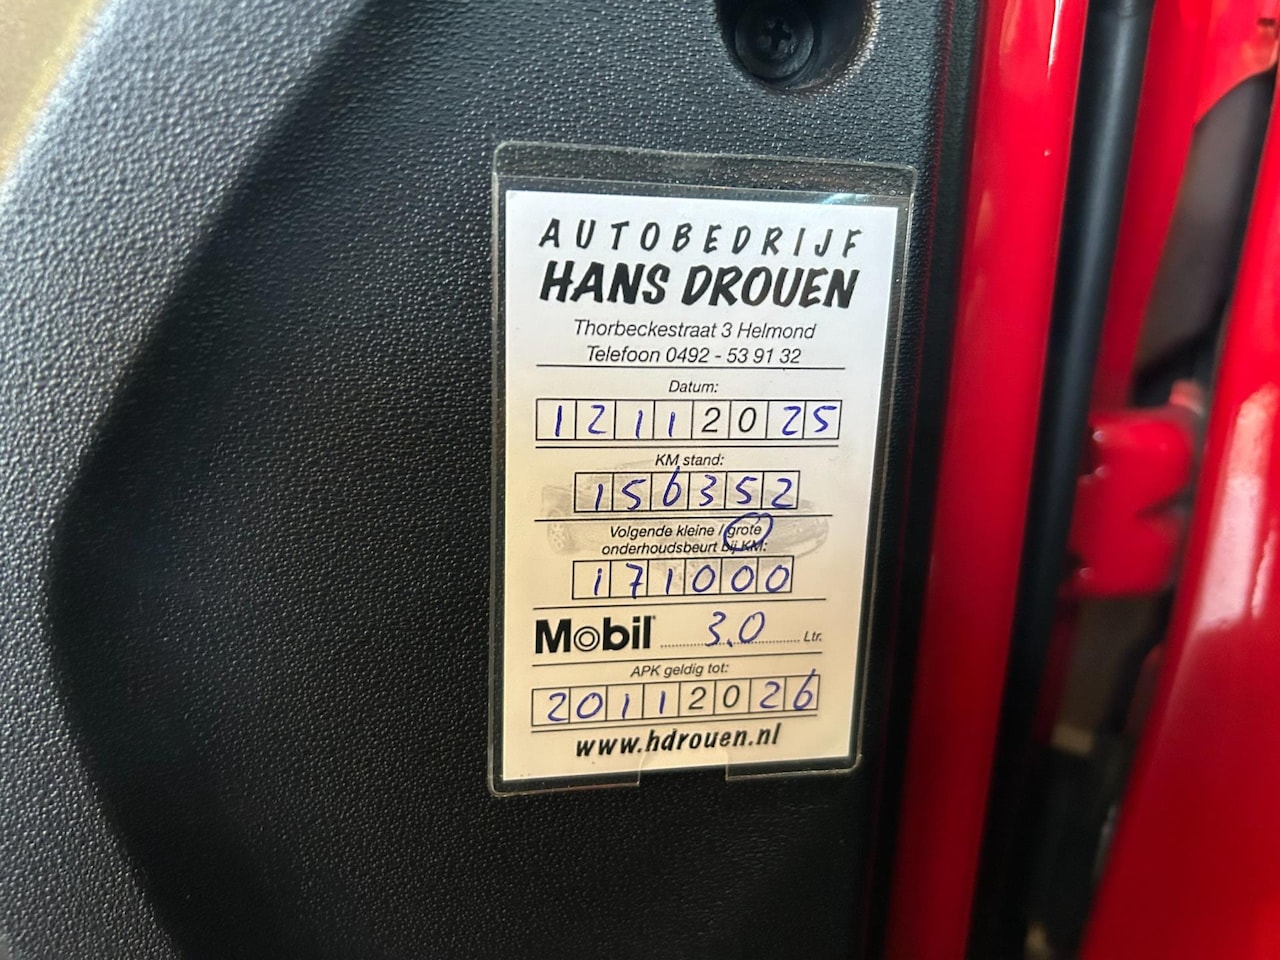 AUTOBEDRIJF
HANS DROUEN
Thorbeckestraat 3 Helmond
Telefoon 0492 - 53 91 32
Datum:
12112025
KM stand:
156352
Volgende kleine / grote
onderhoudsbeurt bij KM:
171000
Mobil 3.0 Ltr.
APK geldig tot:
20112026
www.hdrouen.nl